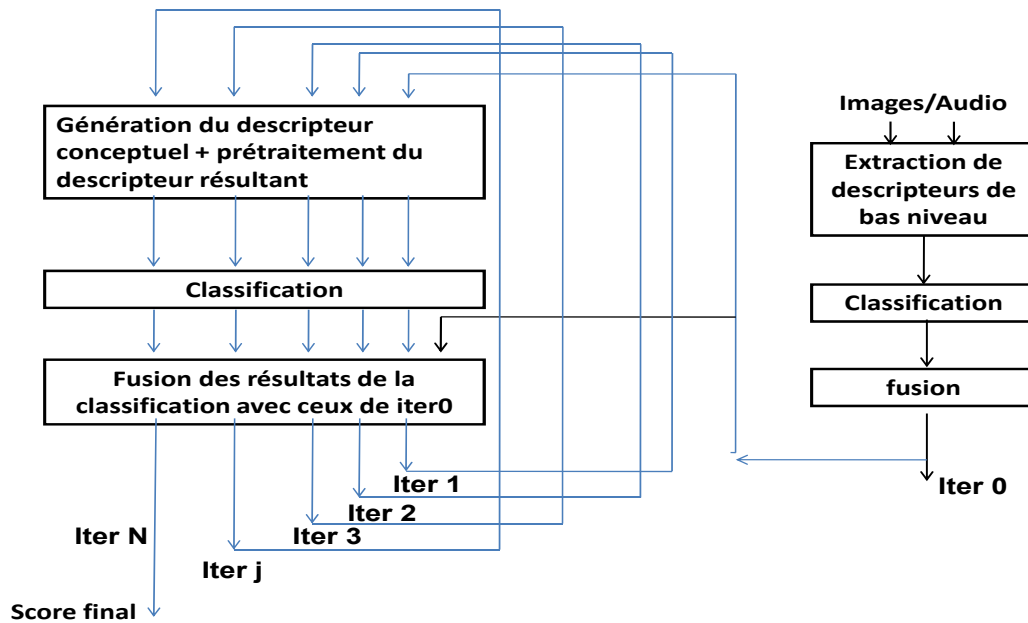 Images/Audio
Génération du descripteur
conceptuel + prétraitement du
descripteur résultant
Extraction de
descripteurs de
bas niveau
Classification
Classification
Fusion des résultats de la
classification avec ceux de iter0
fusion
Iter 1
Iter 0
Iter 2
Iter 3
Iter N
Iter j
Score final